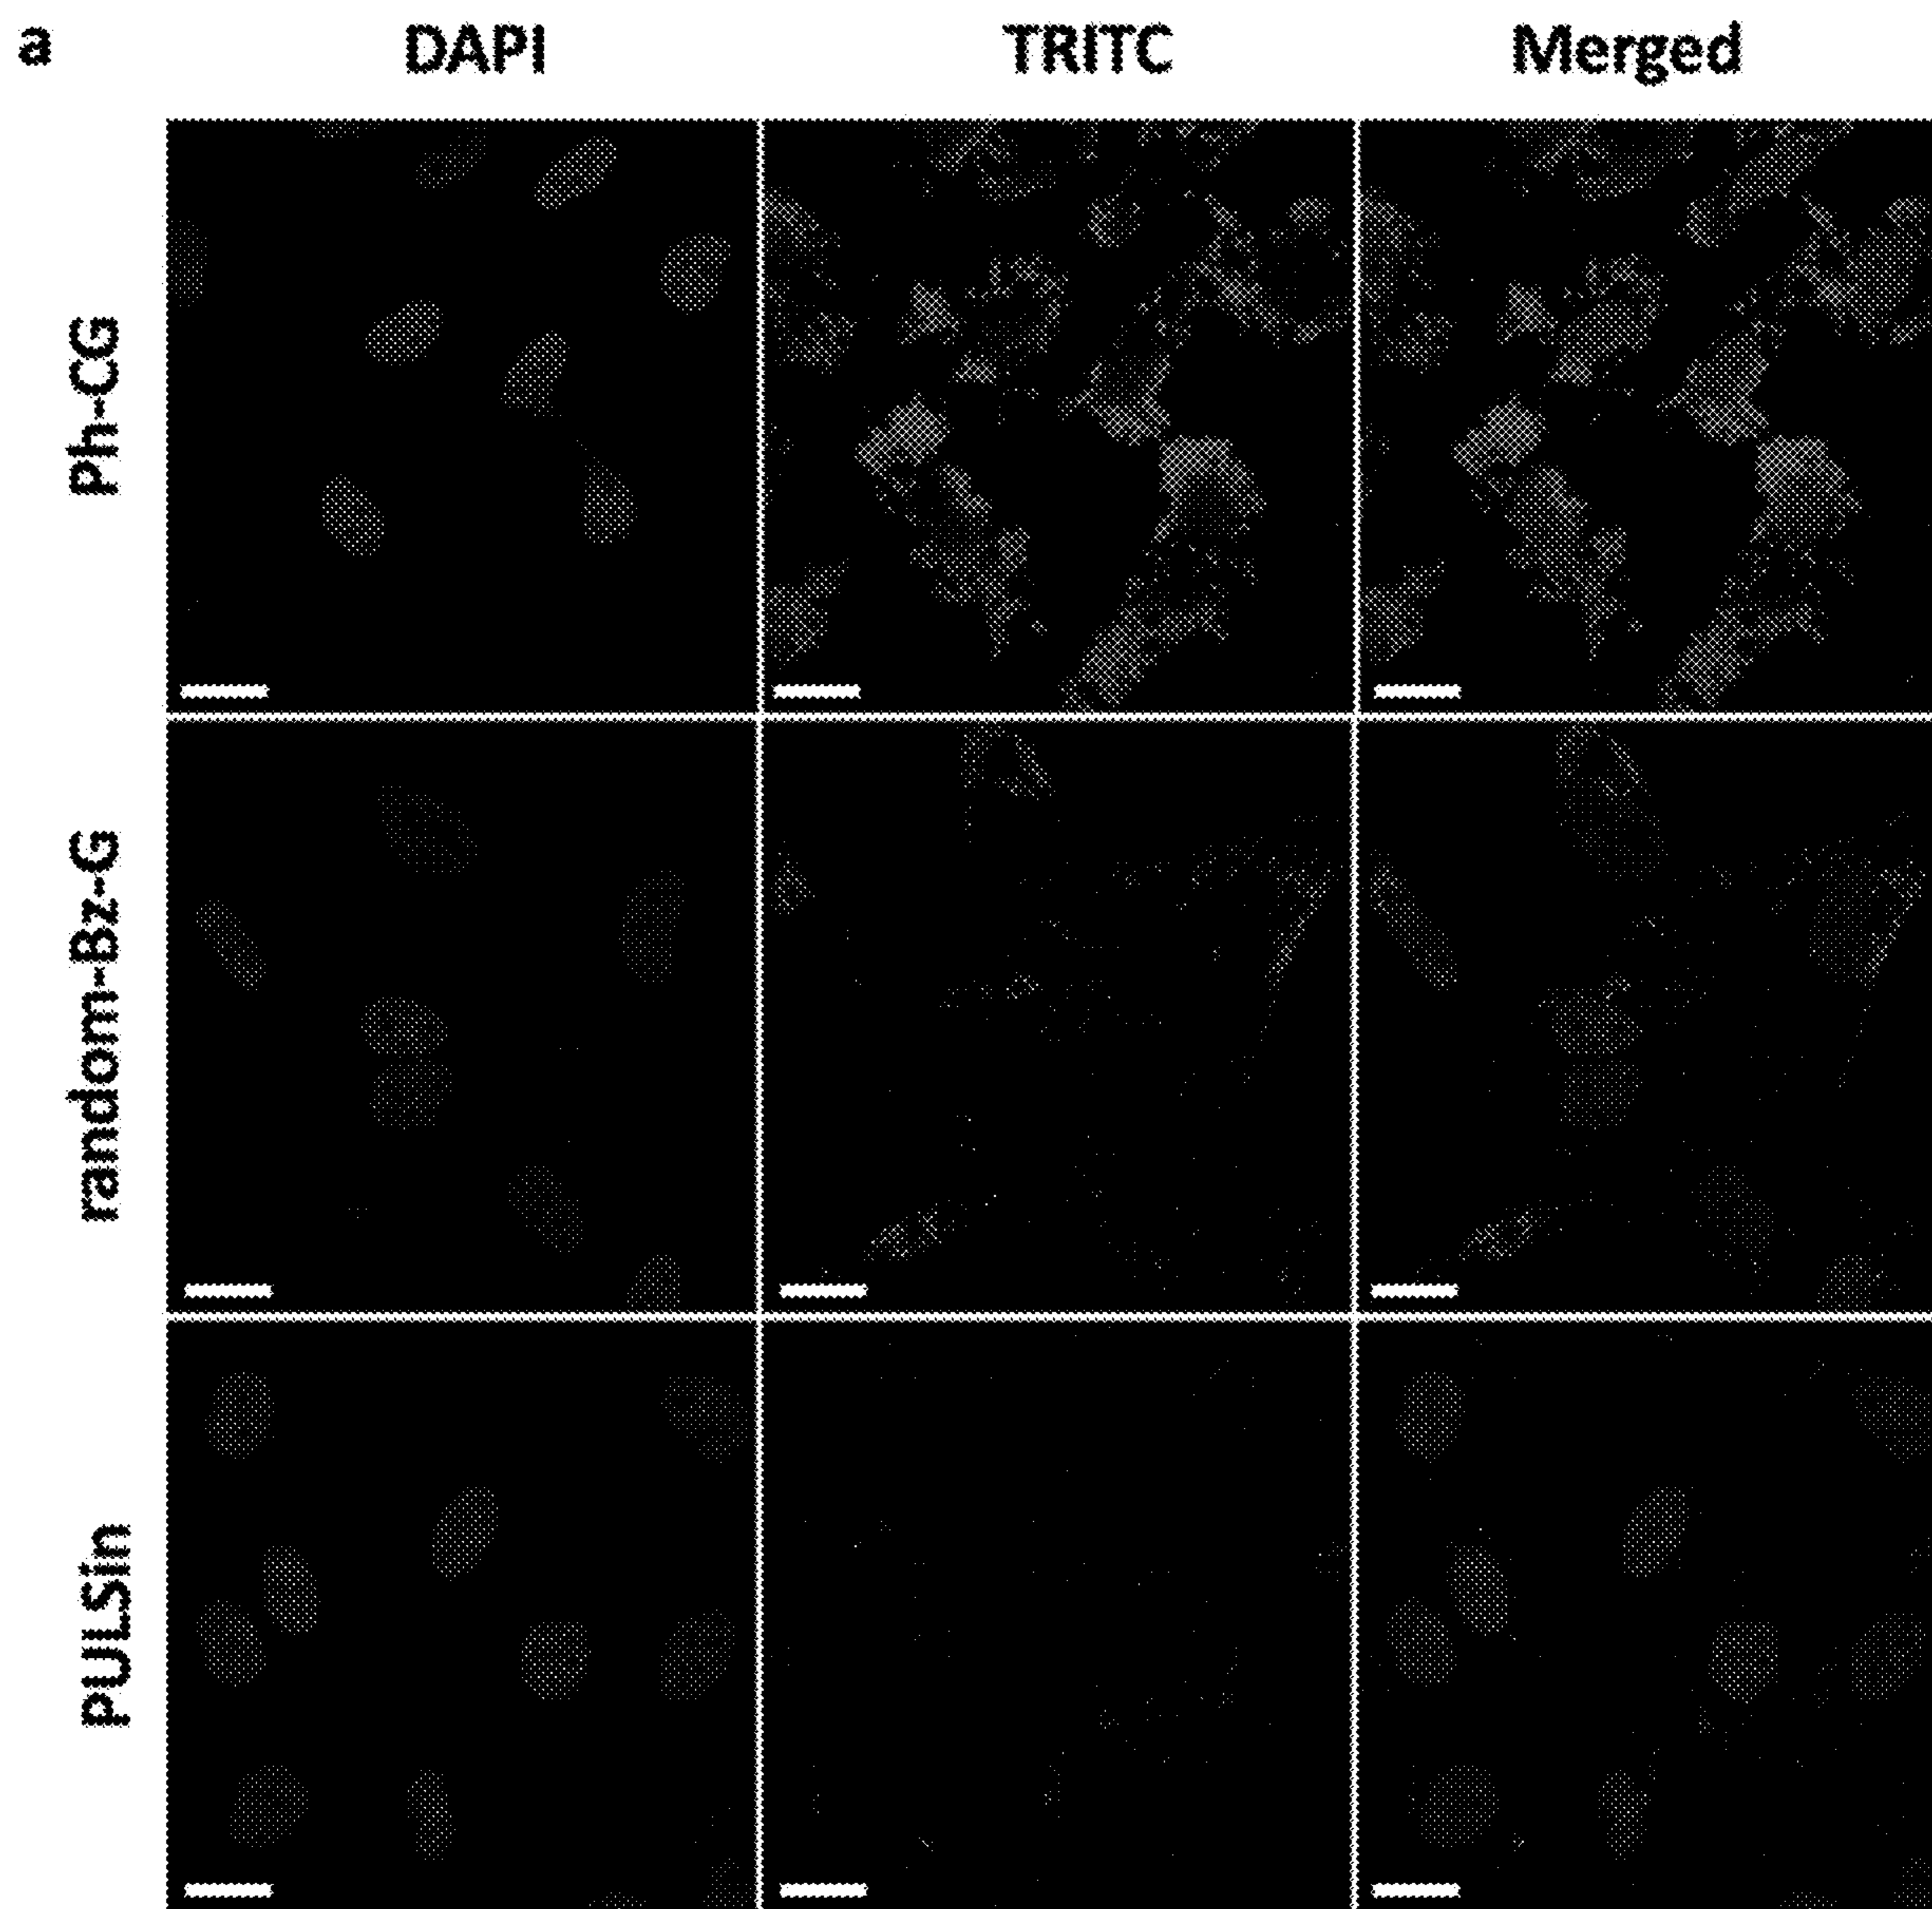 a
DAPI TRITC Merged
Ph-CG
random-Bz-G
PULSin